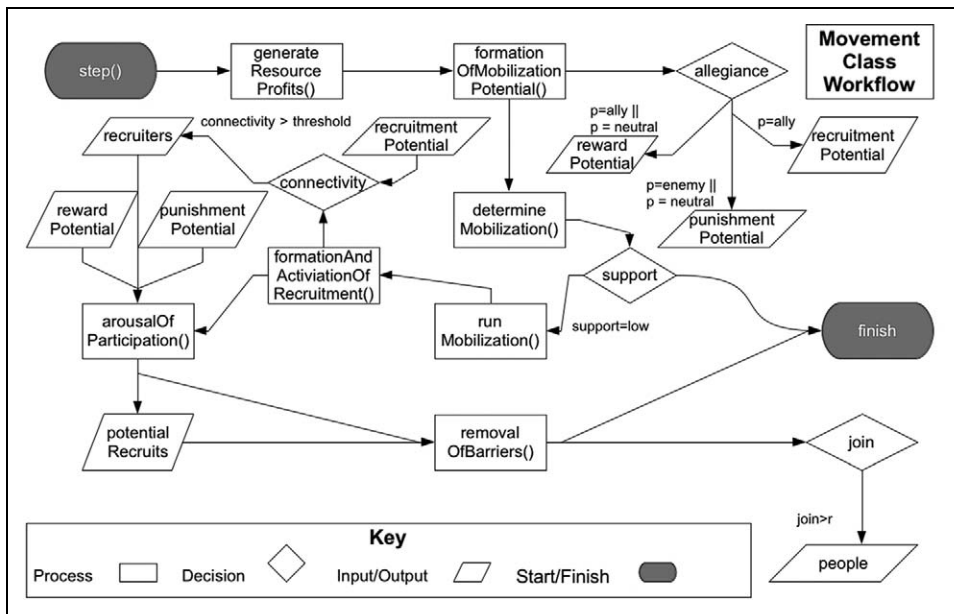 step()
generate
Resource
Profits()
formation
OfMobilization
Potential()
allegiance
Movement
Class
Workflow
recruiters
connectivity > threshold
recruitment
Potential
p=ally ||
p = neutral
reward
Potential
p=ally
recruitment
Potential
connectivity
p=enemy ||
p = neutral
punishment
Potential
reward
Potential
punishment
Potential
determine
Mobilization()
formationAnd
ActiviationOf
Recruitment()
support
arousalOf
Participation()
run
Mobilization()
support=low
finish
potential
Recruits
removal
OfBarriers()
join
join>r
people
Key
Process
Decision
Input/Output
Start/Finish